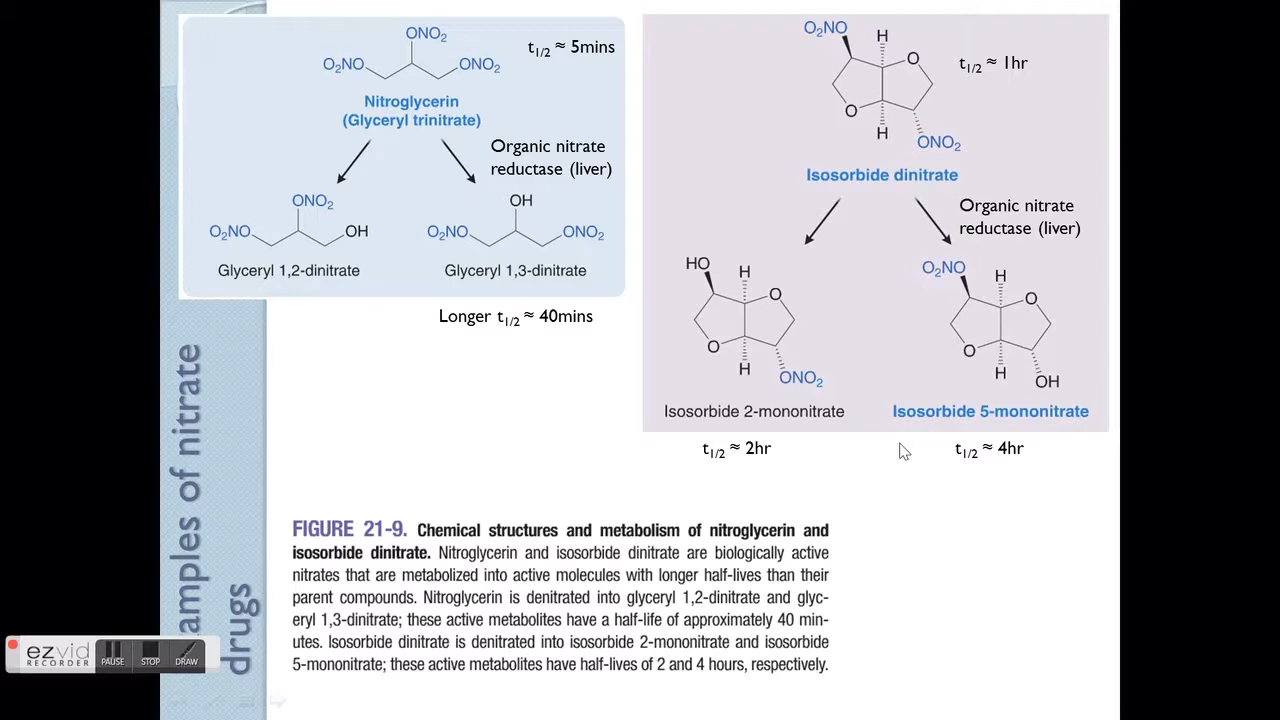 ONO2
t1/2 ≈ 5mins
O2NO
ONO2
Nitroglycerin
(Glyceryl trinitrate)
Organic nitrate
reductase (liver)
ONO2
O2NO
OH
Glyceryl 1,2-dinitrate
OH
O2NO
ONO2
Glyceryl 1,3-dinitrate
Longer t1/2 ≈ 40mins
O2NO
H
O
t1/2 ≈ 1hr
O
H
ONO2
Isosorbide dinitrate
Organic nitrate
reductase (liver)
HO
H
O
O
H
ONO2
Isosorbide 2-mononitrate
t1/2 ≈ 2hr
O2NO
H
O
O
H
OH
Isosorbide 5-mononitrate
t1/2 ≈ 4hr
amples of nitrate
drugs
FIGURE 21-9. Chemical structures and metabolism of nitroglycerin and
isosorbide dinitrate. Nitroglycerin and isosorbide dinitrate are biologically active
nitrates that are metabolized into active molecules with longer half-lives than their
parent compounds. Nitroglycerin is denitrated into glyceryl 1,2-dinitrate and glyc-
eryl 1,3-dinitrate; these active metabolites have a half-life of approximately 40 min-
utes. Isosorbide dinitrate is denitrated into isosorbide 2-mononitrate and isosorbide
5-mononitrate; these active metabolites have half-lives of 2 and 4 hours, respectively.
ezvid
RECORDER
PAUSE
STOP
DRAW